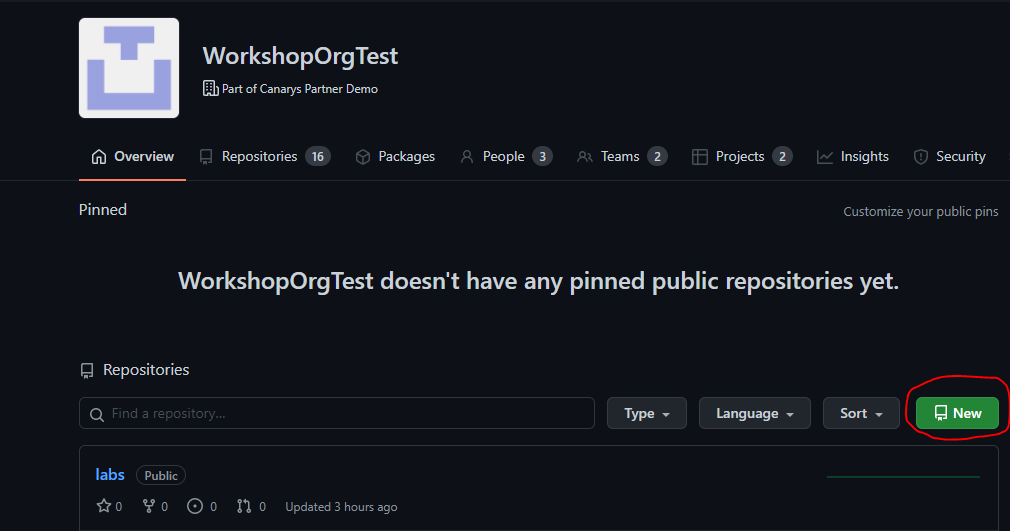 WorkshopOrgTest
Part of Canarys Partner Demo
Overview Repositories 16 Packages People 3 Teams 2 Projects 2 Insights Security
Pinned Customize your public pins
WorkshopOrgTest doesn't have any pinned public repositories yet.
Repositories
Find a repository... Type Language Sort New
labs Public
0 0 0 0 Updated 3 hours ago